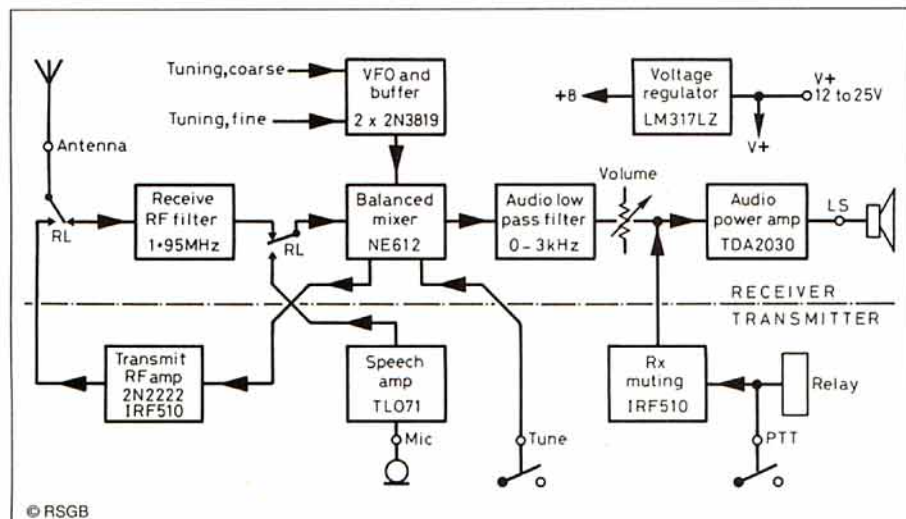 Tuning, coarse
Tuning, fine
VFO and
buffer
2 x 2N3819
+8
Voltage
regulator
LM317LZ
V+
12 to 25V
V+
Antenna
RL
Receive
RF filter
1·95MHz
RL
Balanced
mixer
NE612
Audio low
pass filter
0-3kHz
Volume
Audio
power amp
TDA2030
LS
RECEIVER
TRANSMITTER
Transmit
RF amp
2N2222
IRF510
Speech
amp
TL071
Mic
Tune
Rx
muting
IRF510
Relay
PTT
© RSGB